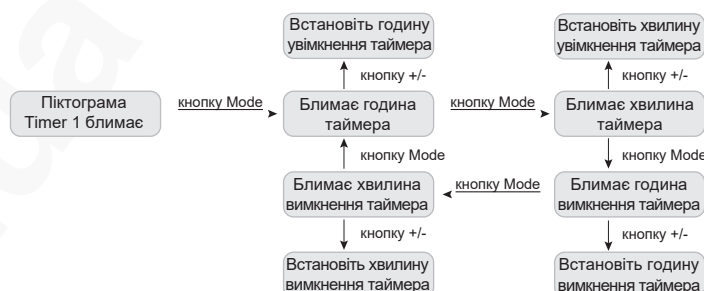 Встановіть годину
увімкнення таймера
Встановіть хвилину
увімкнення таймера
кнопку +/-
кнопку +/-
Піктограма
Timer 1 блимає
кнопку Mode
Блимає година
таймера
кнопку Mode
Блимає хвилина
таймера
кнопку Mode
кнопку Mode
Блимає хвилина
вимкнення таймера
кнопку Mode
Блимає година
вимкнення таймера
кнопку +/-
кнопку +/-
Встановіть хвилину
вимкнення таймера
Встановіть годину
вимкнення таймера